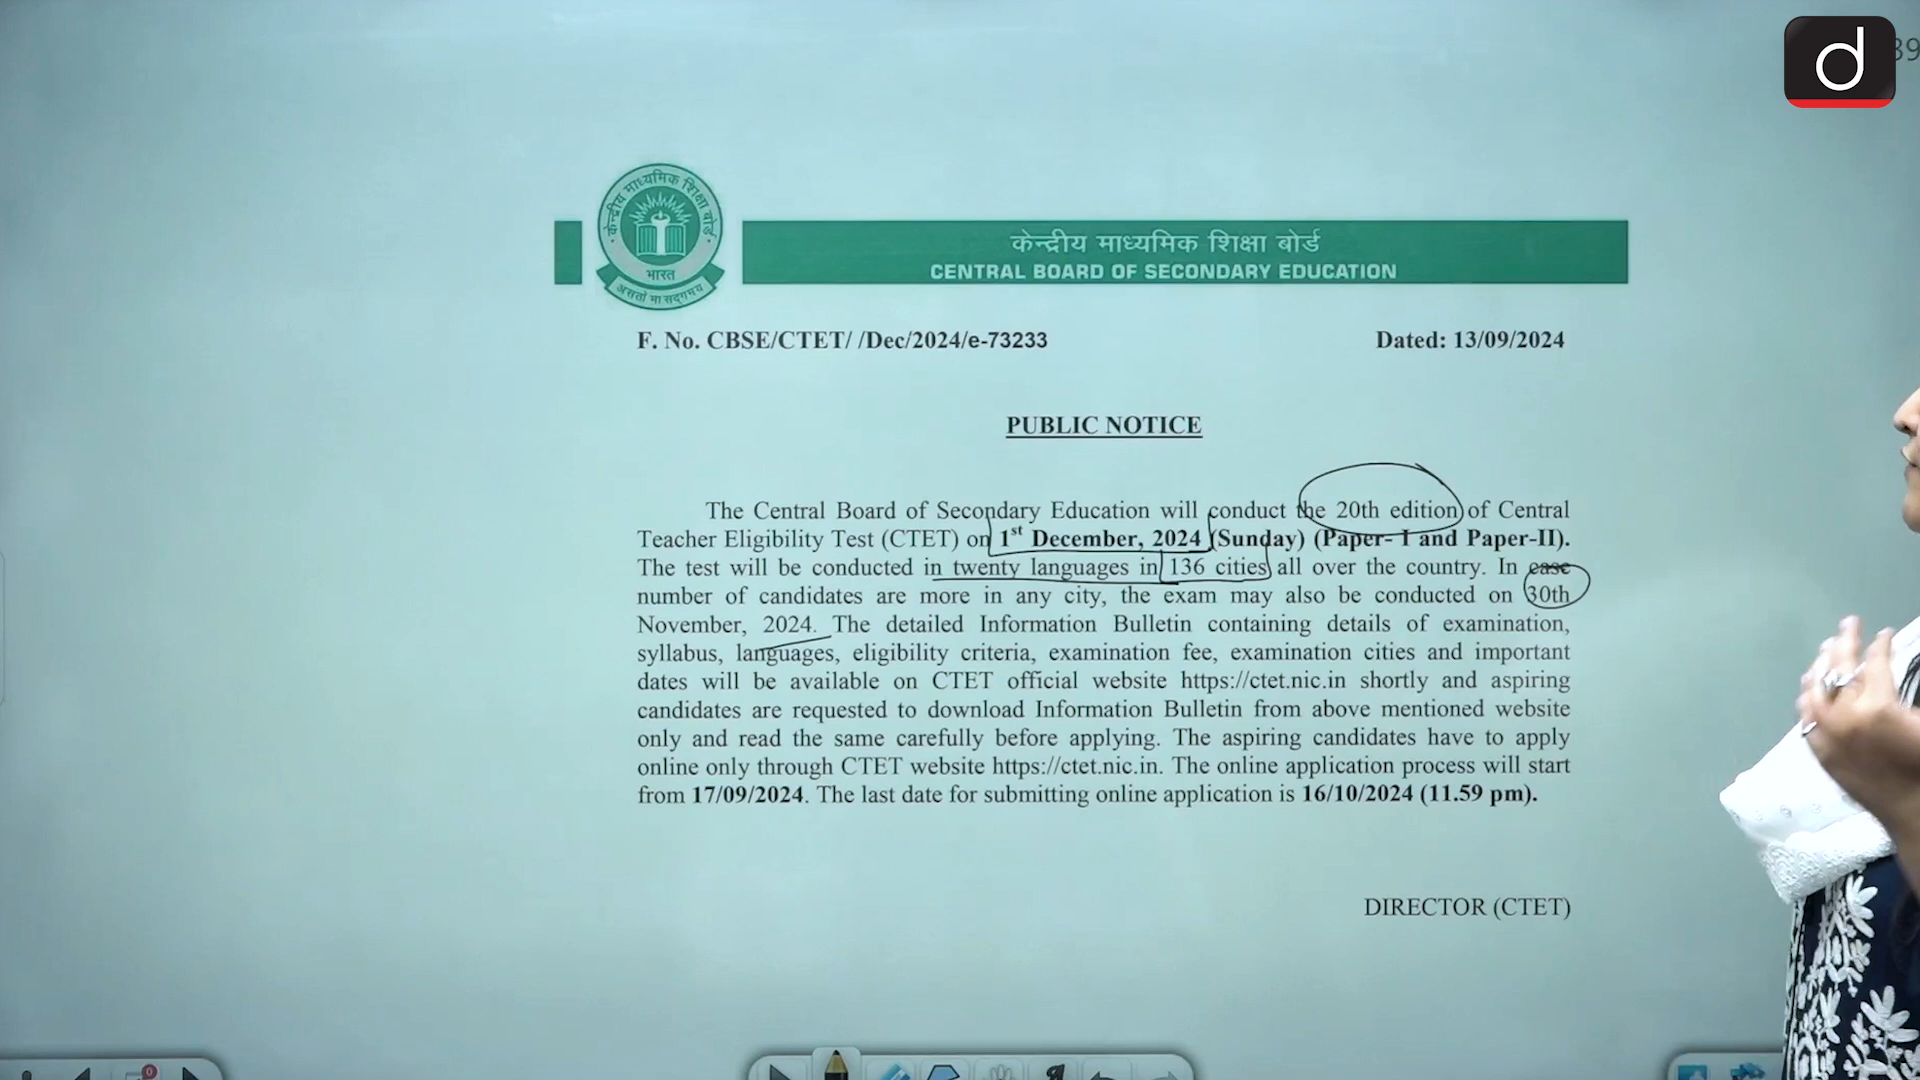 d
केन्द्रीय माध्यमिक शिक्षा बोर्ड
भारत
असतो मा सद्गमय
केन्द्रीय माध्यमिक शिक्षा बोर्ड
CENTRAL BOARD OF SECONDARY EDUCATION
F. No. CBSE/CTET/ /Dec/2024/e-73233 Dated: 13/09/2024
PUBLIC NOTICE
The Central Board of Secondary Education will conduct the 20th edition of Central
Teacher Eligibility Test (CTET) on 1st December, 2024 (Sunday) (Paper- I and Paper-II).
The test will be conducted in twenty languages in 136 cities all over the country. In case
number of candidates are more in any city, the exam may also be conducted on 30th
November, 2024. The detailed Information Bulletin containing details of examination,
syllabus, languages, eligibility criteria, examination fee, examination cities and important
dates will be available on CTET official website https://ctet.nic.in shortly and aspiring
candidates are requested to download Information Bulletin from above mentioned website
only and read the same carefully before applying. The aspiring candidates have to apply
online only through CTET website https://ctet.nic.in. The online application process will start
from 17/09/2024. The last date for submitting online application is 16/10/2024 (11.59 pm).
DIRECTOR (CTET)
0